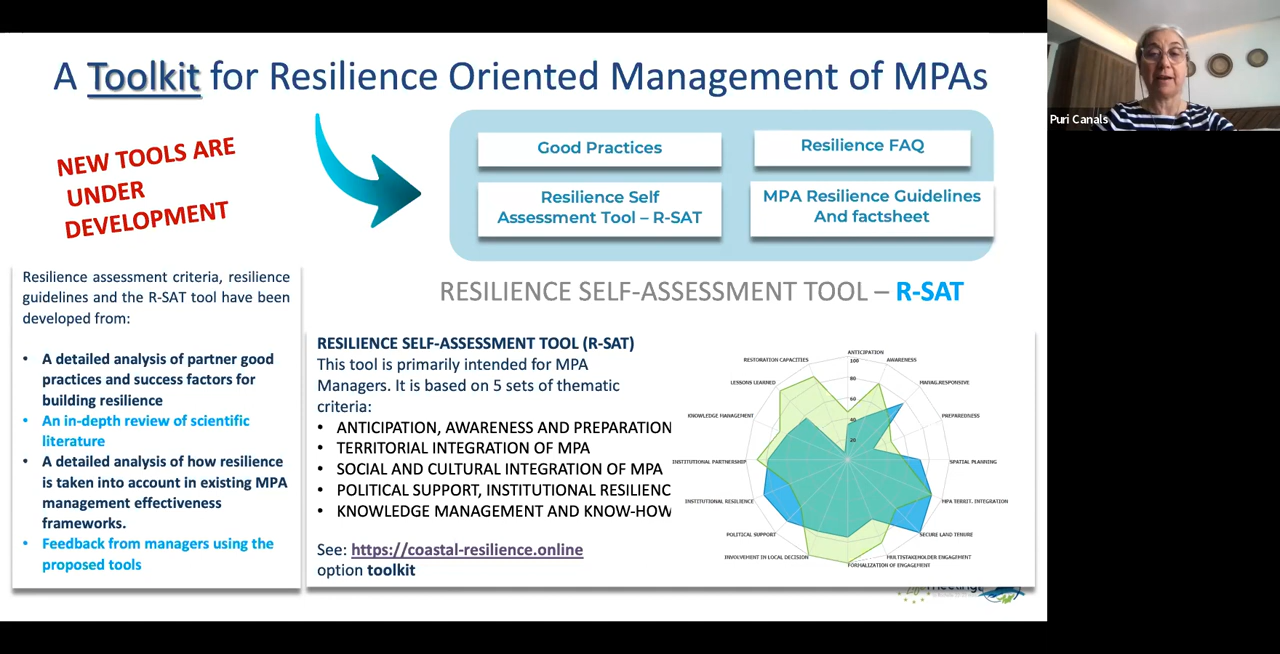 A Toolkit for Resilience Oriented Management of MPAs
Puri Canals
NEW TOOLS ARE
UNDER
DEVELOPMENT
Good Practices
Resilience FAQ
Resilience Self
Assessment Tool – R-SAT
MPA Resilience Guidelines
And factsheet
RESILIENCE SELF-ASSESSMENT TOOL – R-SAT
Resilience assessment criteria, resilience
guidelines and the R-SAT tool have been
developed from:
• A detailed analysis of partner good
practices and success factors for
building resilience
• An in-depth review of scientific
literature
• A detailed analysis of how resilience
is taken into account in existing MPA
management effectiveness
frameworks.
• Feedback from managers using the
proposed tools
RESILIENCE SELF-ASSESSMENT TOOL (R-SAT)
This tool is primarily intended for MPA
Managers. It is based on 5 sets of thematic
criteria:
• ANTICIPATION, AWARENESS AND PREPARATION
• TERRITORIAL INTEGRATION OF MPA
• SOCIAL AND CULTURAL INTEGRATION OF MPA
• POLITICAL SUPPORT, INSTITUTIONAL RESILIENC
• KNOWLEDGE MANAGEMENT AND KNOW-HOW
See: https://coastal-resilience.online
option toolkit
ANTICIPATION
AWARENESS
MANAG.RESPONSIVE
PREPAREDNESS
SPATIAL PLANNING
MPA TERRIT. INTEGRATION
SECURE LAND TENURE
MULTISTAKEHOLDER ENGAGEMENT
FORMALIZATION OF ENGAGEMENT
INVOLVEMENT IN LOCAL DECISION
POLITICAL SUPPORT
INSTITUTIONAL RESILIENCE
INSTITUTIONAL PARTNERSHIP
KNOWLEDGE MANAGEMENT
LESSONS LEARNED
RESTORATION CAPACITIES
100
80
60
40
20